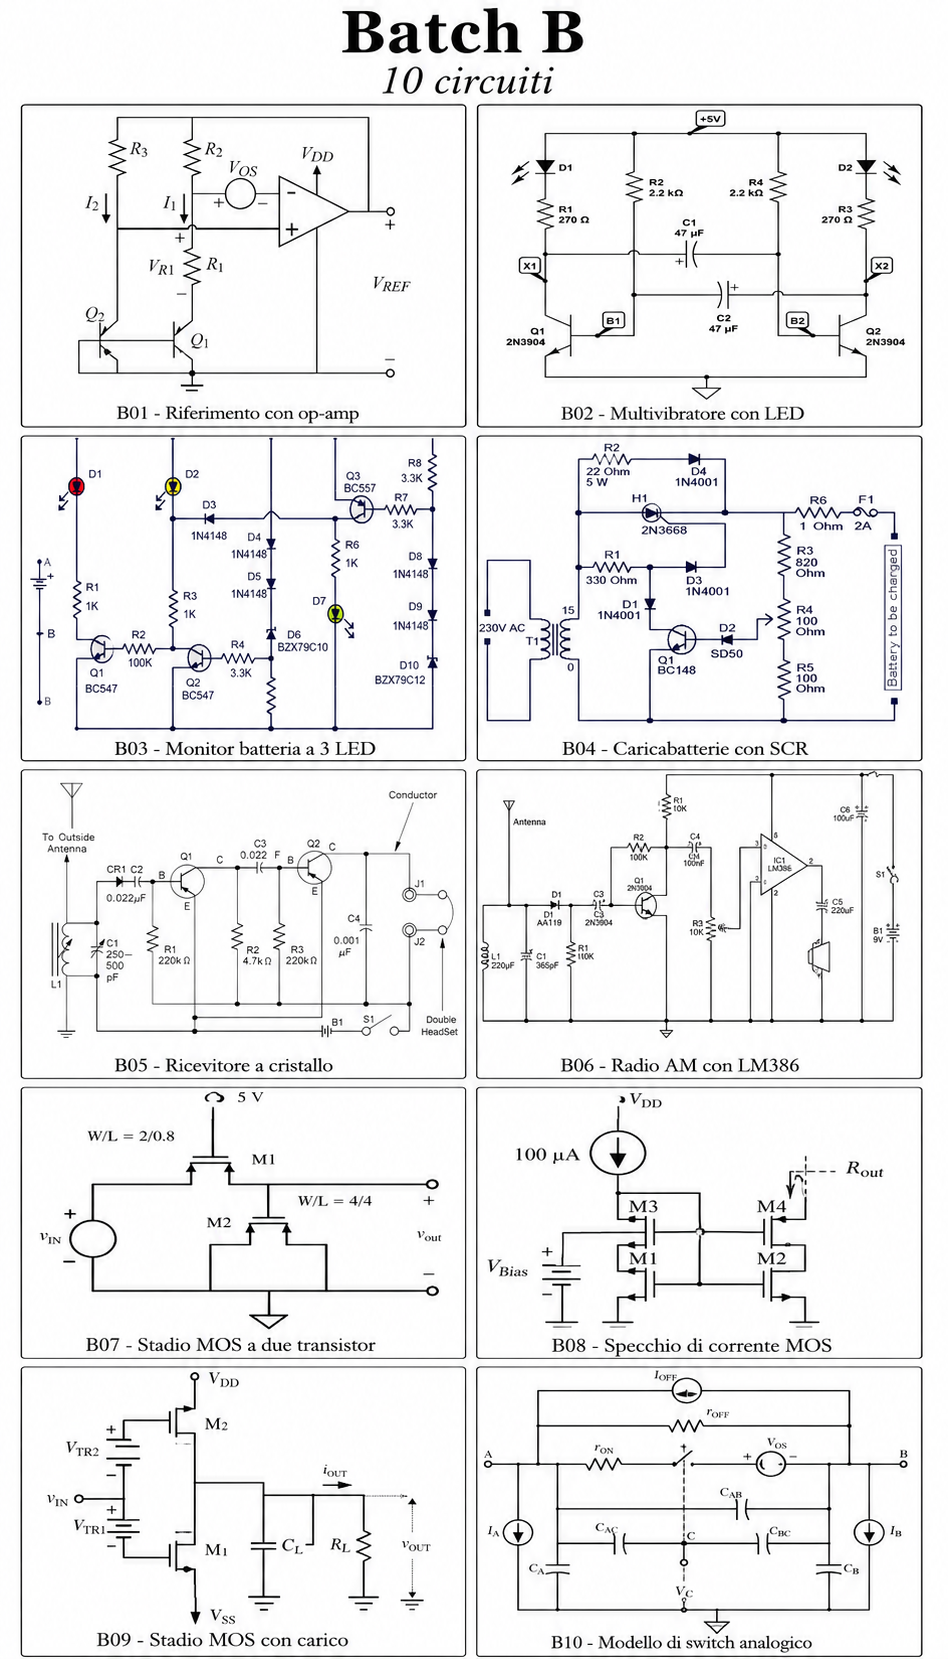 Batch B
10 circuiti
R3
R2
VOS
VDD
I2
I1
−
+
−
+
+
+
VR1
R1
−
VREF
Q2
Q1
−
B01 - Riferimento con op-amp
+5V
D1
D2
R2
2.2 kΩ
R4
2.2 kΩ
R1
270 Ω
R3
270 Ω
C1
47 µF
+
X1
X2
+
C2
47 µF
Q1
2N3904
B1
B2
Q2
2N3904
B02 - Multivibratore con LED
D1
D2
Q3
BC557
R8
3.3K
R7
3.3K
D3
1N4148
D4
1N4148
R6
1K
D8
1N4148
A
+
D5
1N4148
R1
1K
R3
1K
D7
D9
1N4148
B
R2
100K
R4
3.3K
D6
BZX79C10
D10
BZX79C12
Q1
BC547
Q2
BC547
B
B03 - Monitor batteria a 3 LED
R2
22 Ohm
5 W
D4
1N4001
H1
2N3668
R6
1 Ohm
F1
2A
R1
330 Ohm
D3
1N4001
R3
820
Ohm
D1
1N4001
15
230V AC
T1
0
R4
100
Ohm
D2
SD50
Q1
BC148
R5
100
Ohm
Battery to be charged
B04 - Caricabatterie con SCR
Conductor
To Outside
Antenna
Q1
C3
0.022
Q2
C
F
B
C
CR1
C2
0.022µF
B
E
E
J1
C1
250–
500
pF
R1
220kΩ
R2
4.7kΩ
R3
220kΩ
C4
0.001
µF
J2
L1
B1
S1
Double
HeadSet
B05 - Ricevitore a cristallo
Antenna
R1
10K
C6
100uF
R2
100K
C4
CM
100nF
IC1
LM386
S1
D1
D1
AA119
C3
C3
2N3904
Q1
2N3904
R3
10K
C5
220uF
B1
9V
L1
220µF
C1
365pF
R1
110K
B06 - Radio AM con LM386
5 V
W/L = 2/0.8
M1
W/L = 4/4
+
vIN
−
M2
+
vout
−
B07 - Stadio MOS a due transistor
VDD
100 µA
Rout
M3
M4
+
VBias
−
M1
M2
B08 - Specchio di corrente MOS
VDD
M2
+
VTR2
−
vIN
+
VTR1
−
iOUT
M1
CL
RL
vOUT
VSS
B09 - Stadio MOS con carico
IOFF
rOFF
A
rON
VOS
+
−
B
CAB
IA
CAC
C
CBC
IB
CA
CB
VC
B10 - Modello di switch analogico